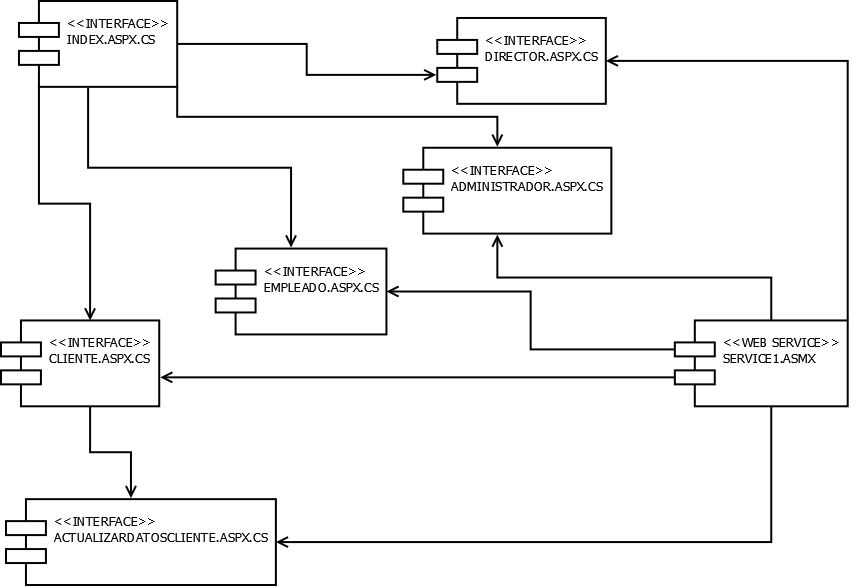 <<INTERFACE>>
INDEX.ASPX.CS
<<INTERFACE>>
DIRECTOR.ASPX.CS
<<INTERFACE>>
ADMINISTRADOR.ASPX.CS
<<INTERFACE>>
EMPLEADO.ASPX.CS
<<INTERFACE>>
CLIENTE.ASPX.CS
<<WEB SERVICE>>
SERVICE1.ASMX
<<INTERFACE>>
ACTUALIZARDATOSCLIENTE.ASPX.CS